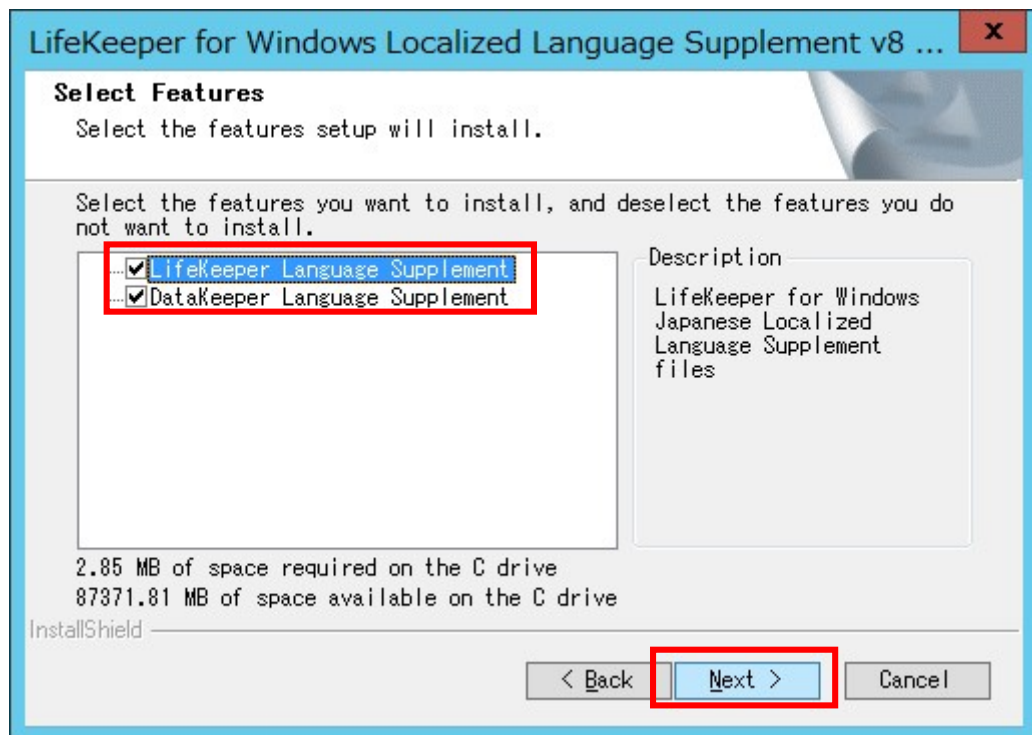 LifeKeeper for Windows Localized Language Supplement v8 ...
x
Select Features
Select the features setup will install.
Select the features you want to install, and deselect the features you do
not want to install.
LifeKeeper Language Supplement
DataKeeper Language Supplement
Description
LifeKeeper for Windows
Japanese Localized
Language Supplement
files
2.85 MB of space required on the C drive
87371.81 MB of space available on the C drive
InstallShield
< Back
Next >
Cancel